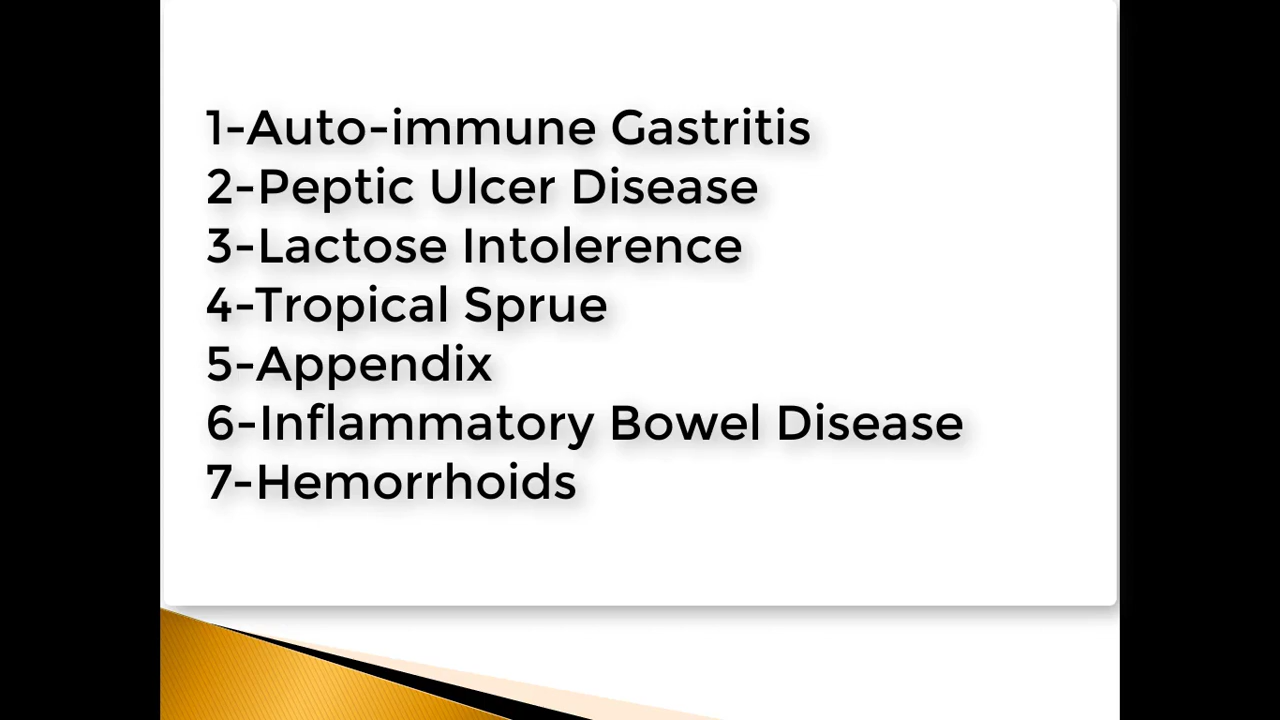 1-Auto-immune Gastritis
2-Peptic Ulcer Disease
3-Lactose Intolerence
4-Tropical Sprue
5-Appendix
6-Inflammatory Bowel Disease
7-Hemorrhoids